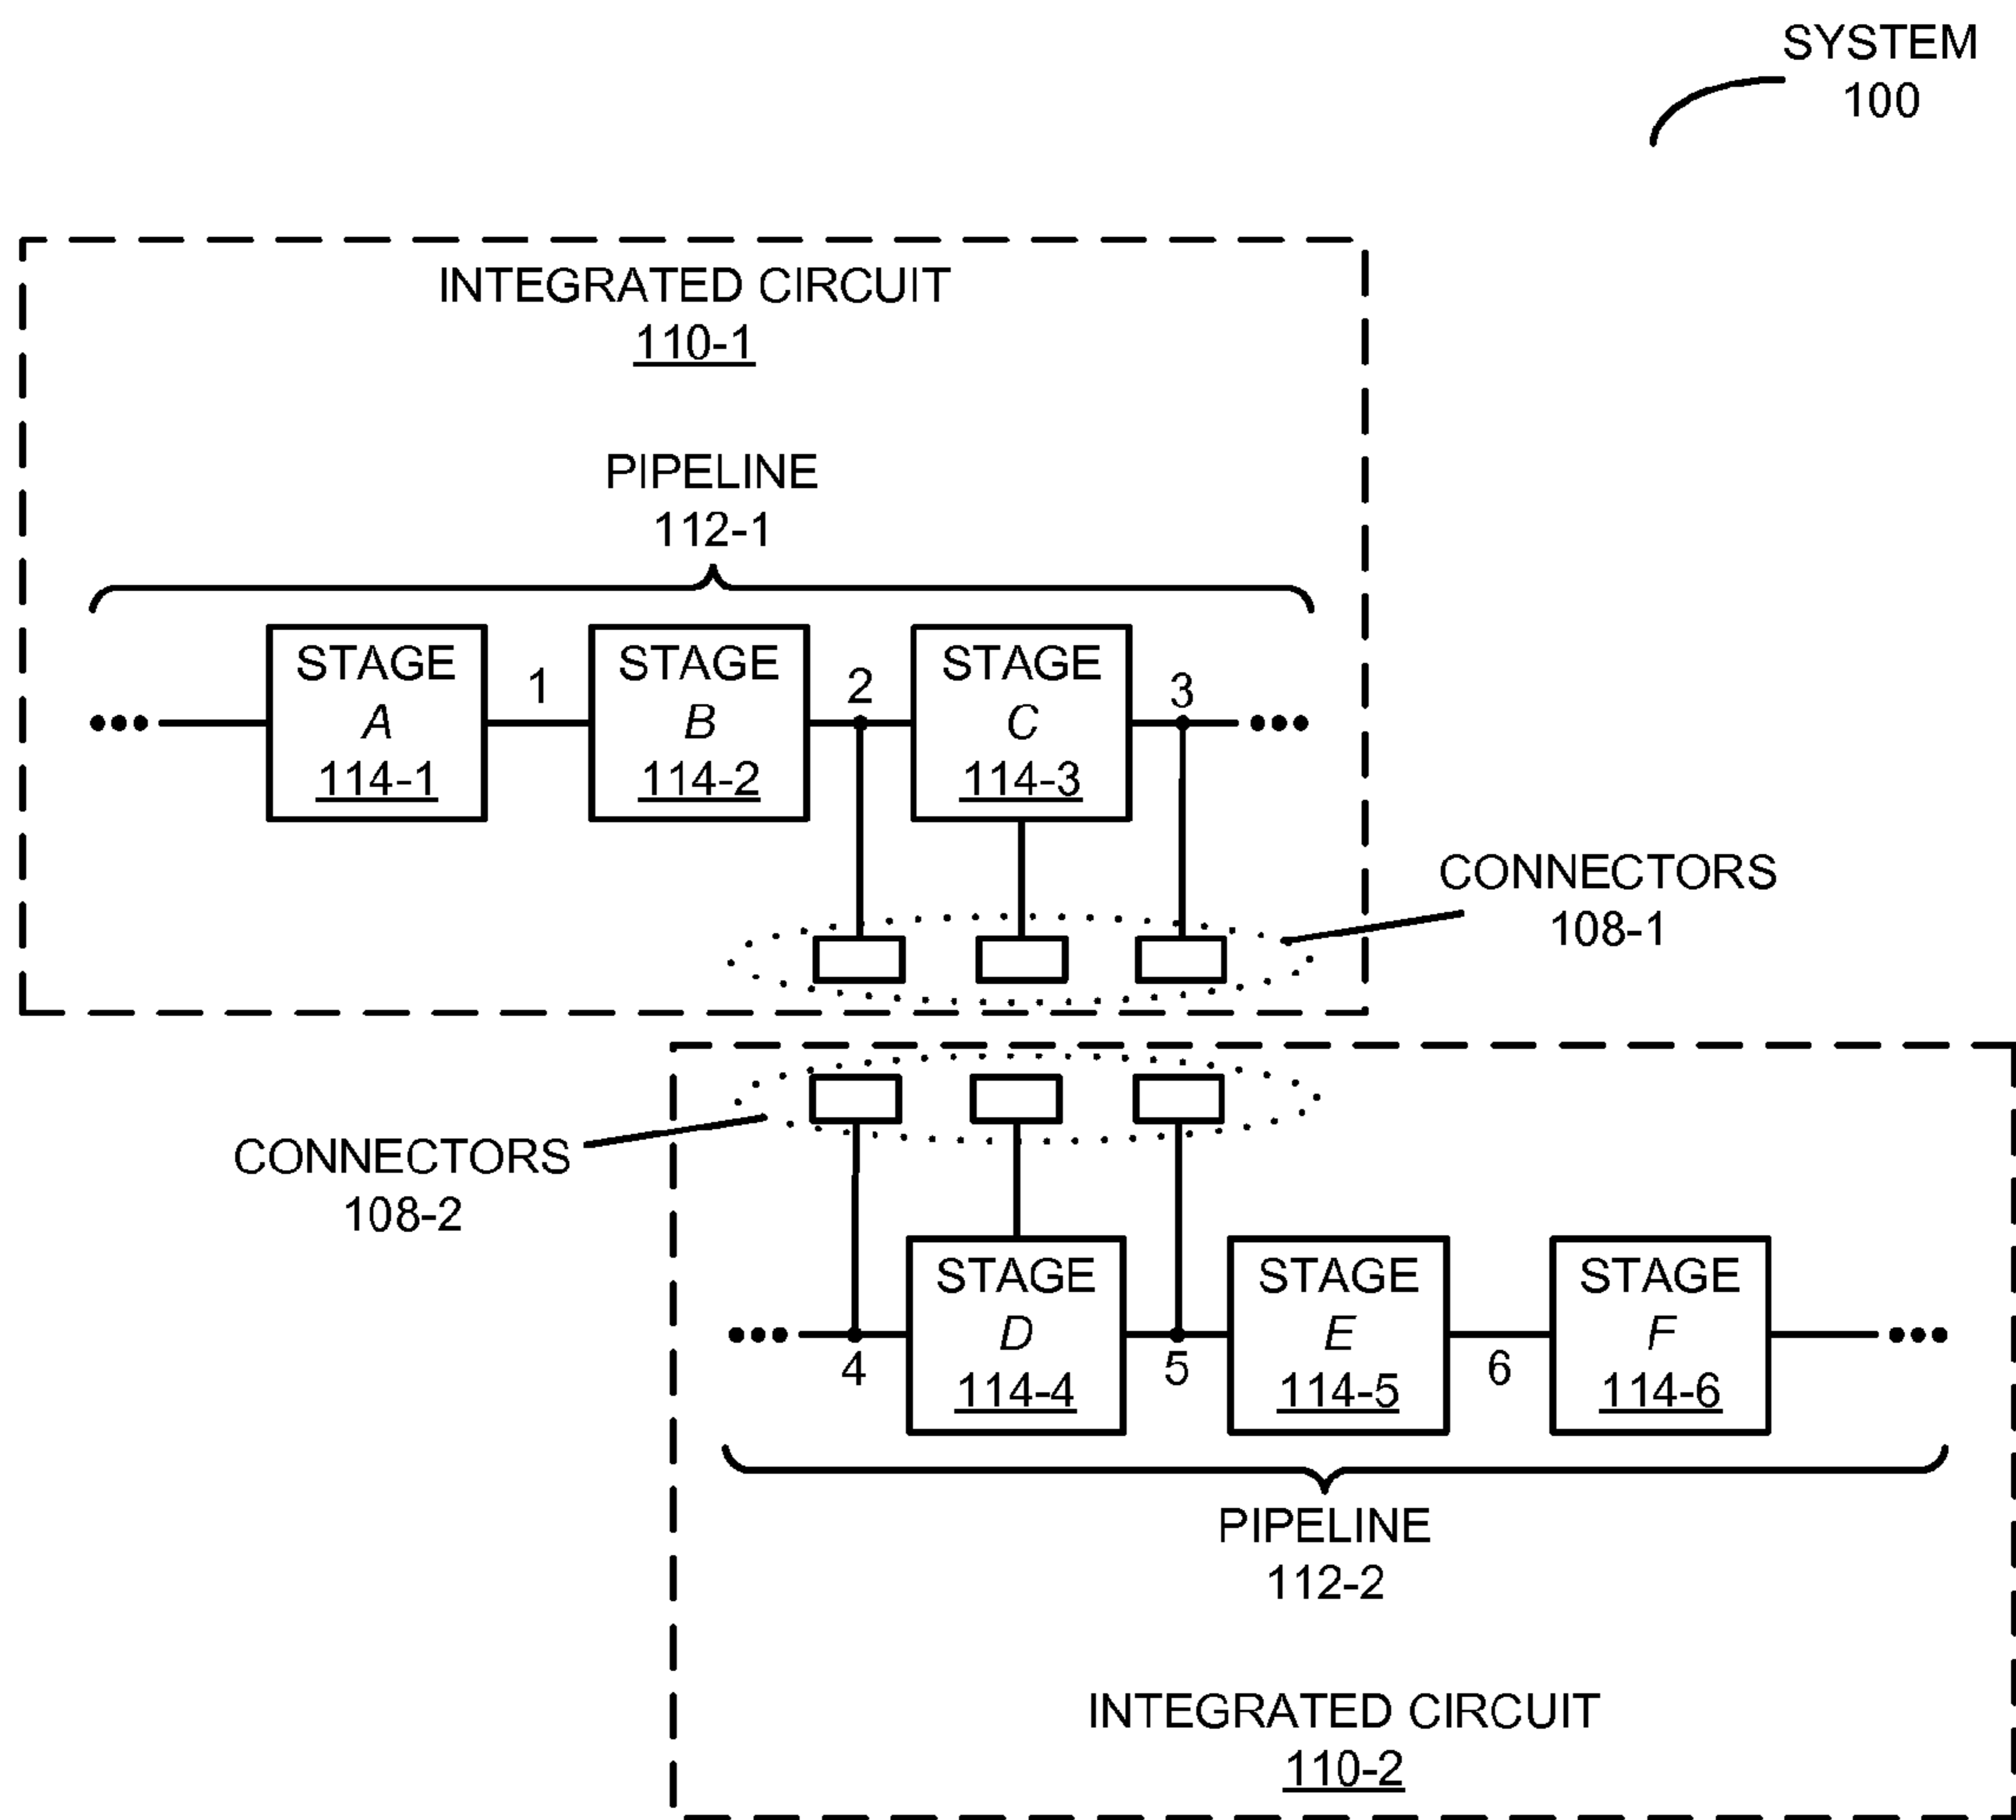 SYSTEM
100
INTEGRATED CIRCUIT
110-1
PIPELINE
112-1
STAGE
A
114-1
1
STAGE
B
114-2
2
STAGE
C
114-3
3
CONNECTORS
108-1
CONNECTORS
108-2
4
STAGE
D
114-4
5
STAGE
E
114-5
6
STAGE
F
114-6
PIPELINE
112-2
INTEGRATED CIRCUIT
110-2